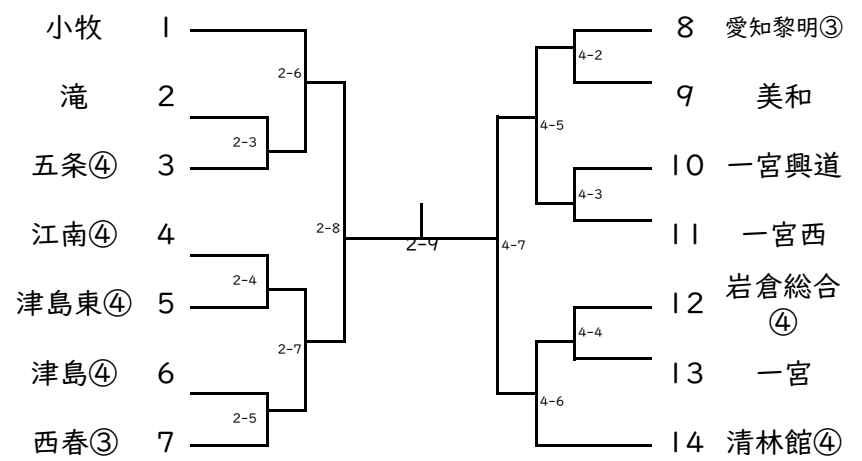 小牧 1
滝 2
五条④ 3
江南④ 4
津島東④ 5
津島④ 6
西春③ 7
2-6
2-3
2-8
2-4
2-7
2-5
2-9
4-2
4-5
4-3
4-7
4-4
4-6
8 愛知黎明③
9 美和
10 一宮興道
11 一宮西
12 岩倉総合
④
13 一宮
14 清林館④